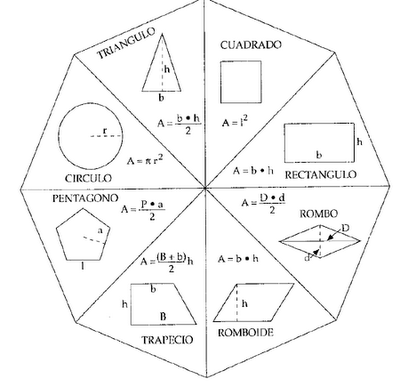 TRIANGULO
h
b
A = b • h / 2
CUADRADO
A = l²
h
b
A = b • h
RECTANGULO
A = D • d / 2
ROMBO
D
d
A = b • h
h
ROMBOIDE
A = (B + b) / 2 h
b
h
B
TRAPECIO
PENTAGONO
A = P • a / 2
a
l
r
A = π r²
CIRCULO